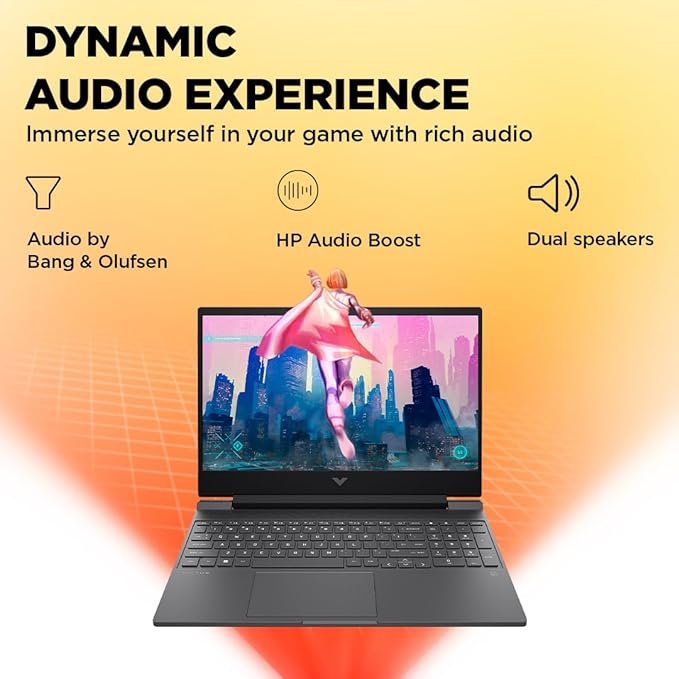 DYNAMIC
AUDIO EXPERIENCE
Immerse yourself in your game with rich audio
Audio by
Bang & Olufsen
HP Audio Boost
Dual speakers